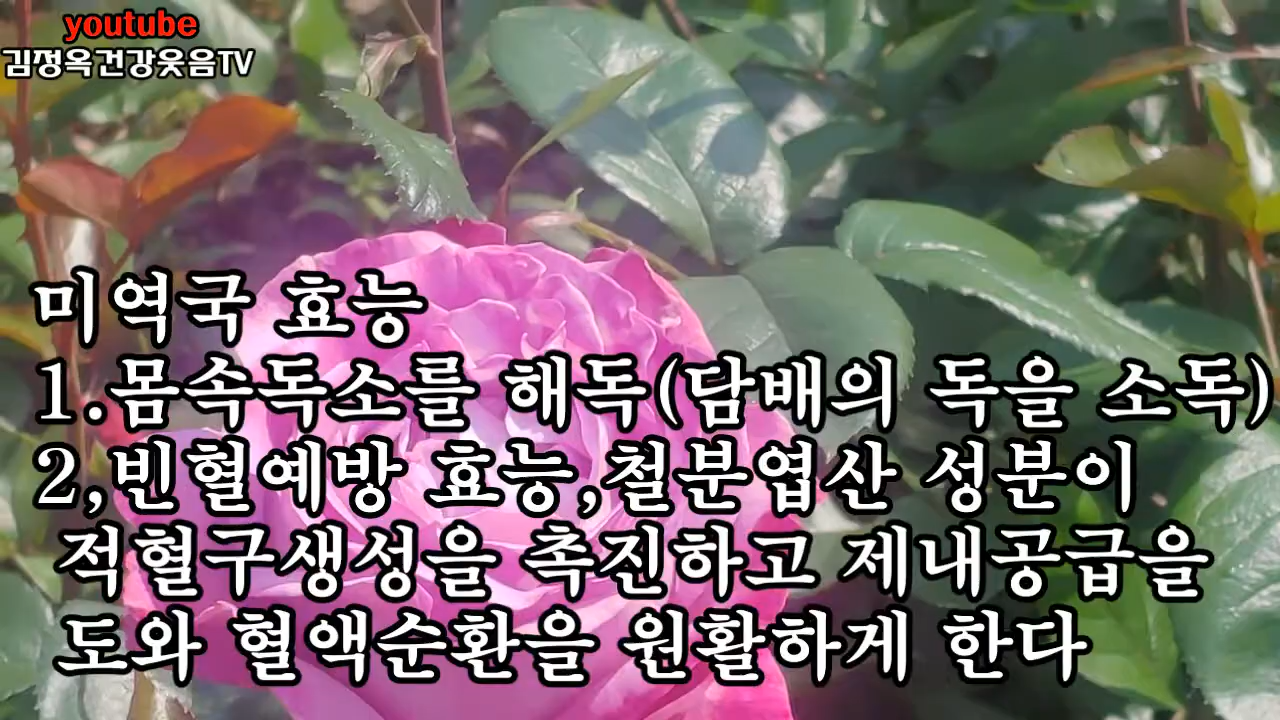 youtube
김정옥건강웃음TV
미역국 효능
1.몸속독소를 해독(담배의 독을 소독)
2,빈혈예방 효능,철분엽산 성분이
적혈구생성을 촉진하고 제내공급을
도와 혈액순환을 원활하게 한다